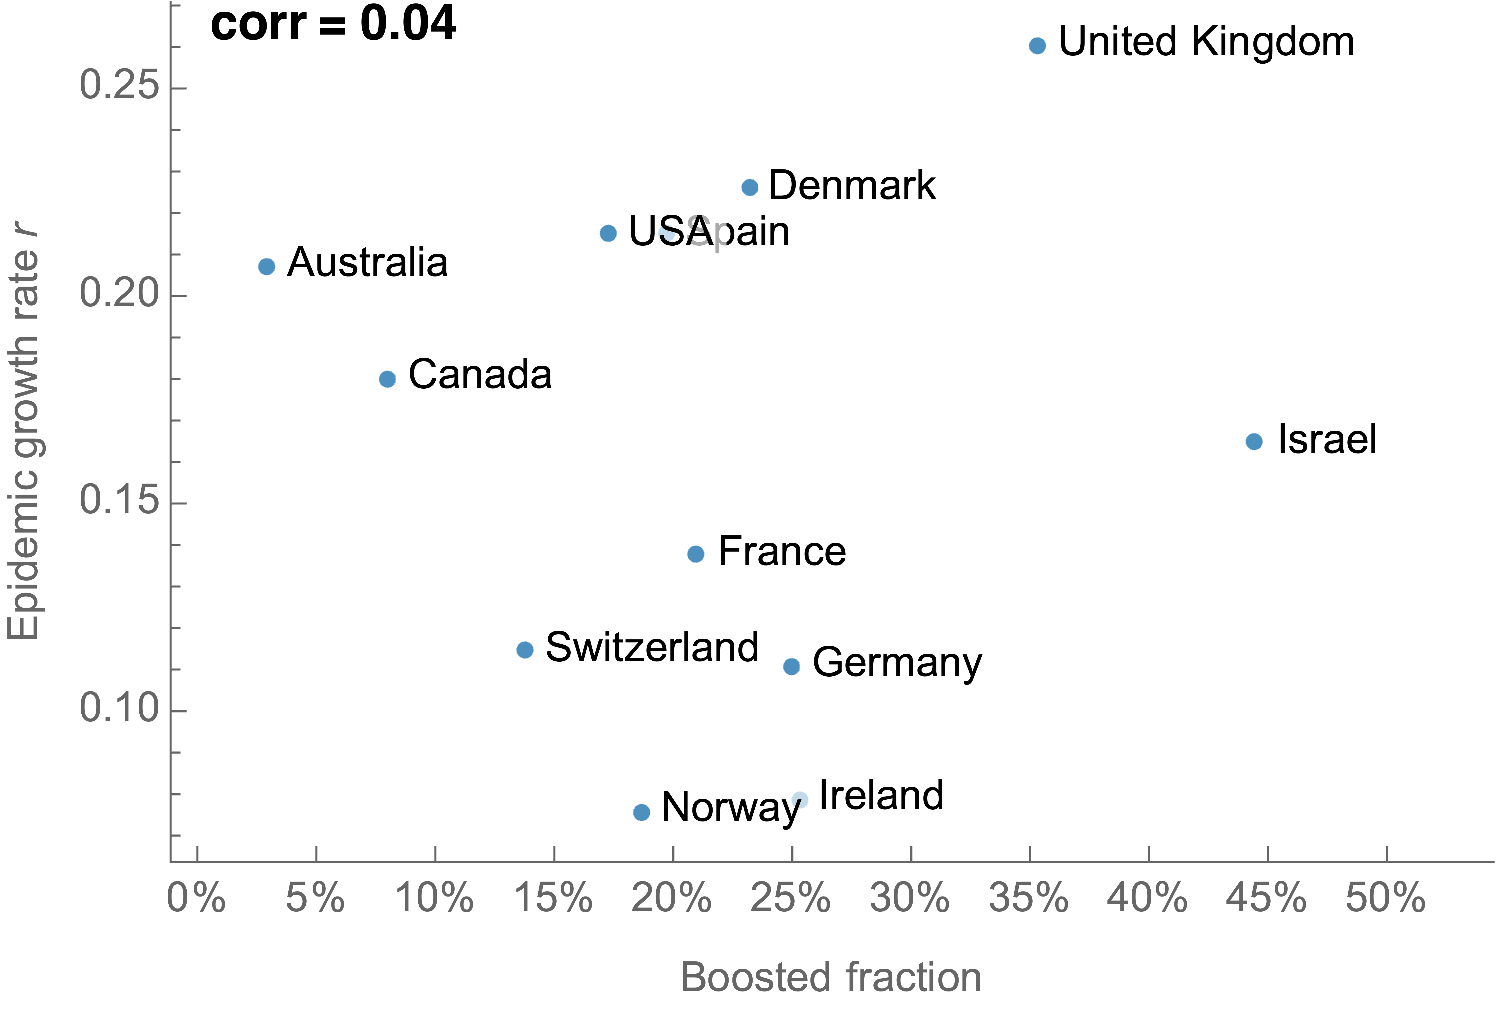 corr = 0.04
United Kingdom
0.25
Denmark
USA
Spain
Australia
0.20
Canada
Israel
0.15
France
Switzerland
Germany
0.10
Ireland
Norway
0%
5%
10%
15%
20%
25%
30%
35%
40%
45%
50%
Boosted fraction
Epidemic growth rate r